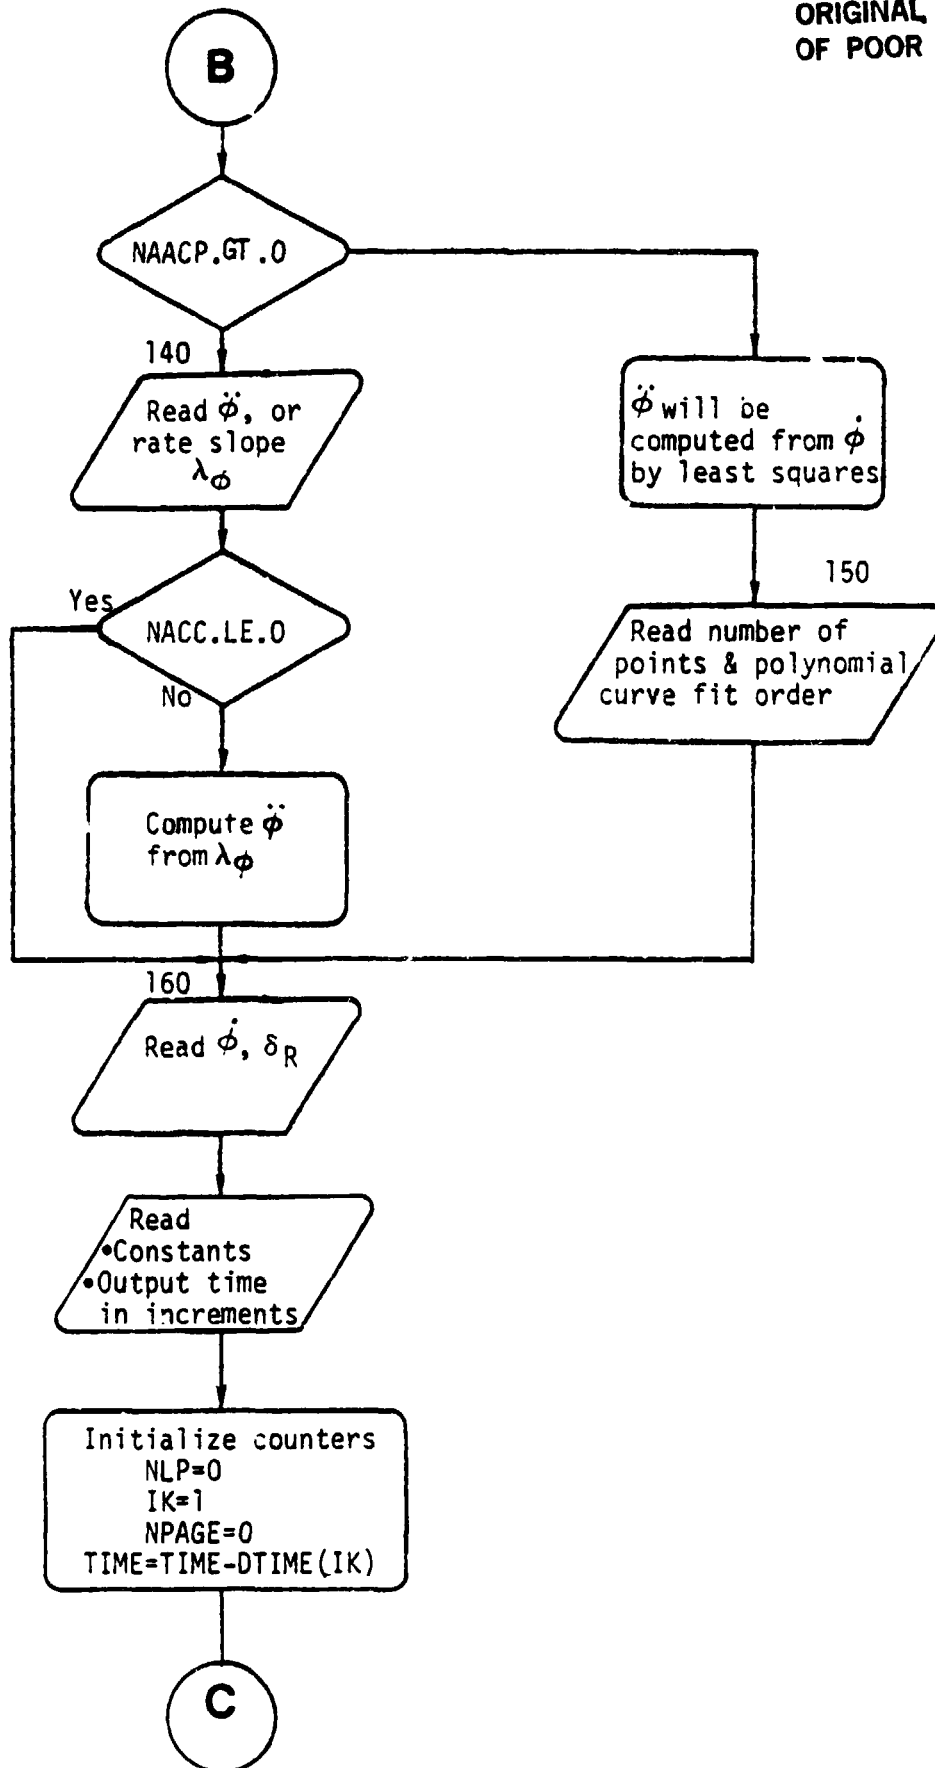 ORIGINAL
OF POOR
B
NAACP.GT.0
140
Read φ̈, or
rate slope
λφ
φ̈ will be
computed from φ̇
by least squares
150
Yes
NACC.LE.0
No
Read number of
points & polynomial
curve fit order
Compute φ̈
from λφ
160
Read φ̇, δR
Read
•Constants
•Output time
in increments
Initialize counters
NLP=0
IK=1
NPAGE=0
TIME=TIME-DTIME(IK)
C